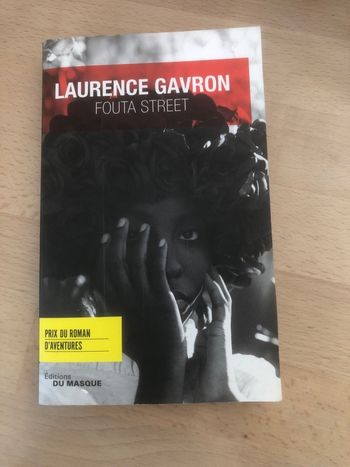 LAURENCE GAVRON
FOUTA STREET
PRIX DU ROMAN
D'AVENTURES
Éditions
DU MASQUE